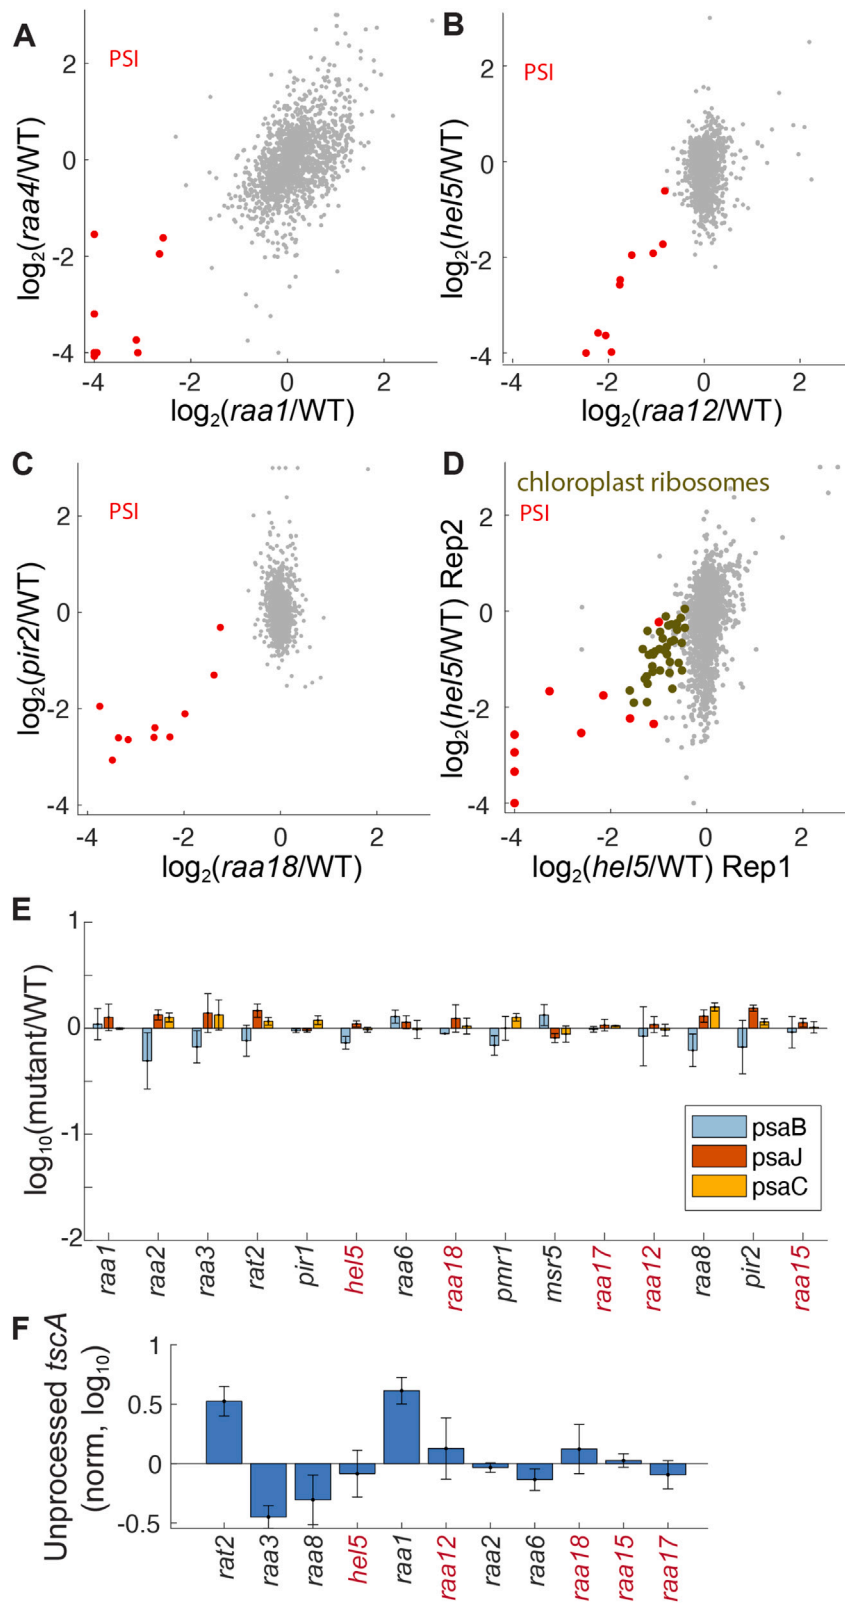 A
PSI
log2(raa4/WT)
2
0
-2
-4
-4
-2
0
2
log2(raa1/WT)
B
PSI
log2(hel5/WT)
2
0
-2
-4
-4
-2
0
2
log2(raa12/WT)
C
PSI
log2(pir2/WT)
2
0
-2
-4
-4
-2
0
2
log2(raa18/WT)
D
chloroplast ribosomes
PSI
log2(hel5/WT) Rep2
2
0
-2
-4
-4
-2
0
2
log2(hel5/WT) Rep1
E
log10(mutant/WT)
1
0
-1
-2
psaB
psaJ
psaC
raa1
raa2
raa3
rat2
pir1
hel5
raa6
raa18
pmr1
msr5
raa17
raa12
raa8
pir2
raa15
F
Unprocessed tscA
(norm, log10)
1
0.5
0
-0.5
rat2
raa3
raa8
hel5
raa1
raa12
raa2
raa6
raa18
raa15
raa17